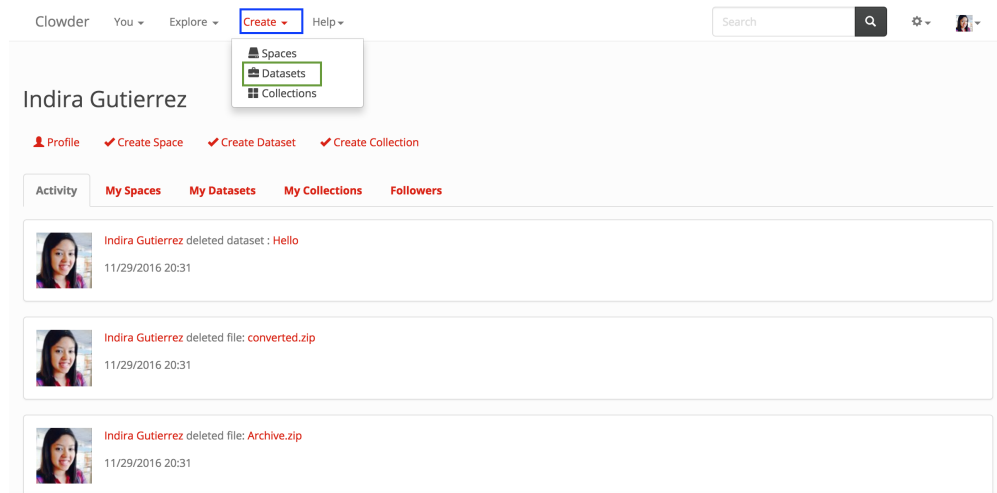 Clowder You Explore Create Help Search
Spaces
Datasets
Collections
Indira Gutierrez
Profile Create Space Create Dataset Create Collection
Activity My Spaces My Datasets My Collections Followers
Indira Gutierrez deleted dataset : Hello
11/29/2016 20:31
Indira Gutierrez deleted file: converted.zip
11/29/2016 20:31
Indira Gutierrez deleted file: Archive.zip
11/29/2016 20:31